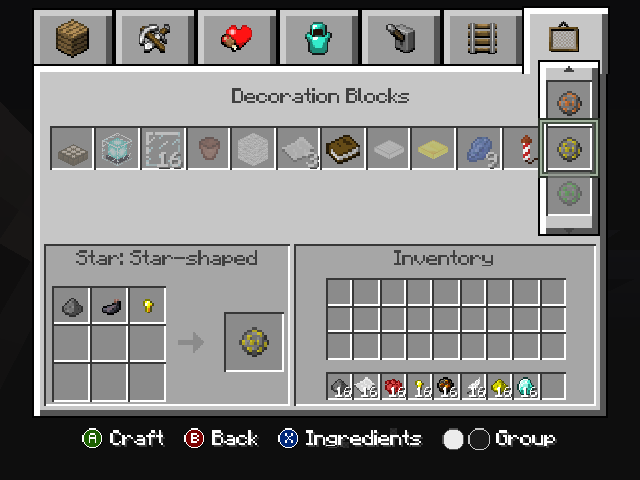 Decoration Blocks
16 3 9
Star: Star-shaped
Inventory
16 16 16 16 16 16 16 16
A Craft B Back X Ingredients Group